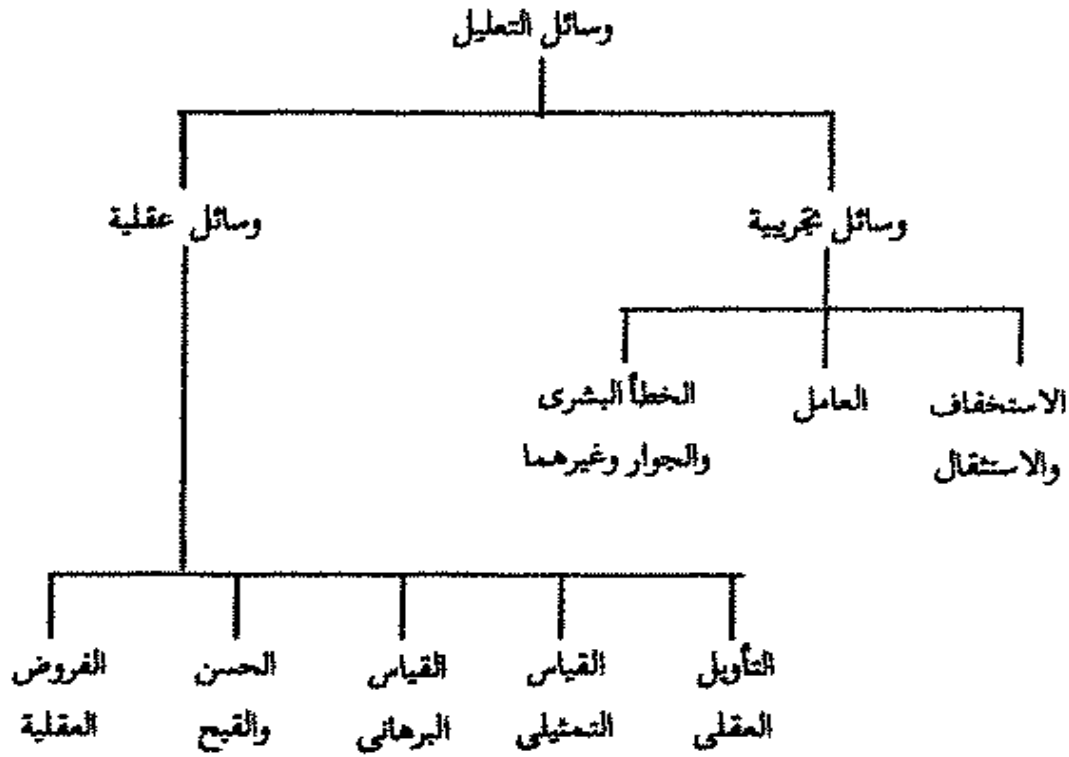 وسائل التعليل
وسائل تجريبية
وسائل عقلية
الاستخفاف
والاستثقال
العامل
الخطأ البشرى
والجوار وغيرهما
التأويل
العقلى
القياس
التمثيلى
القياس
البرهانى
الحسن
والقبح
الفروض
العقلية